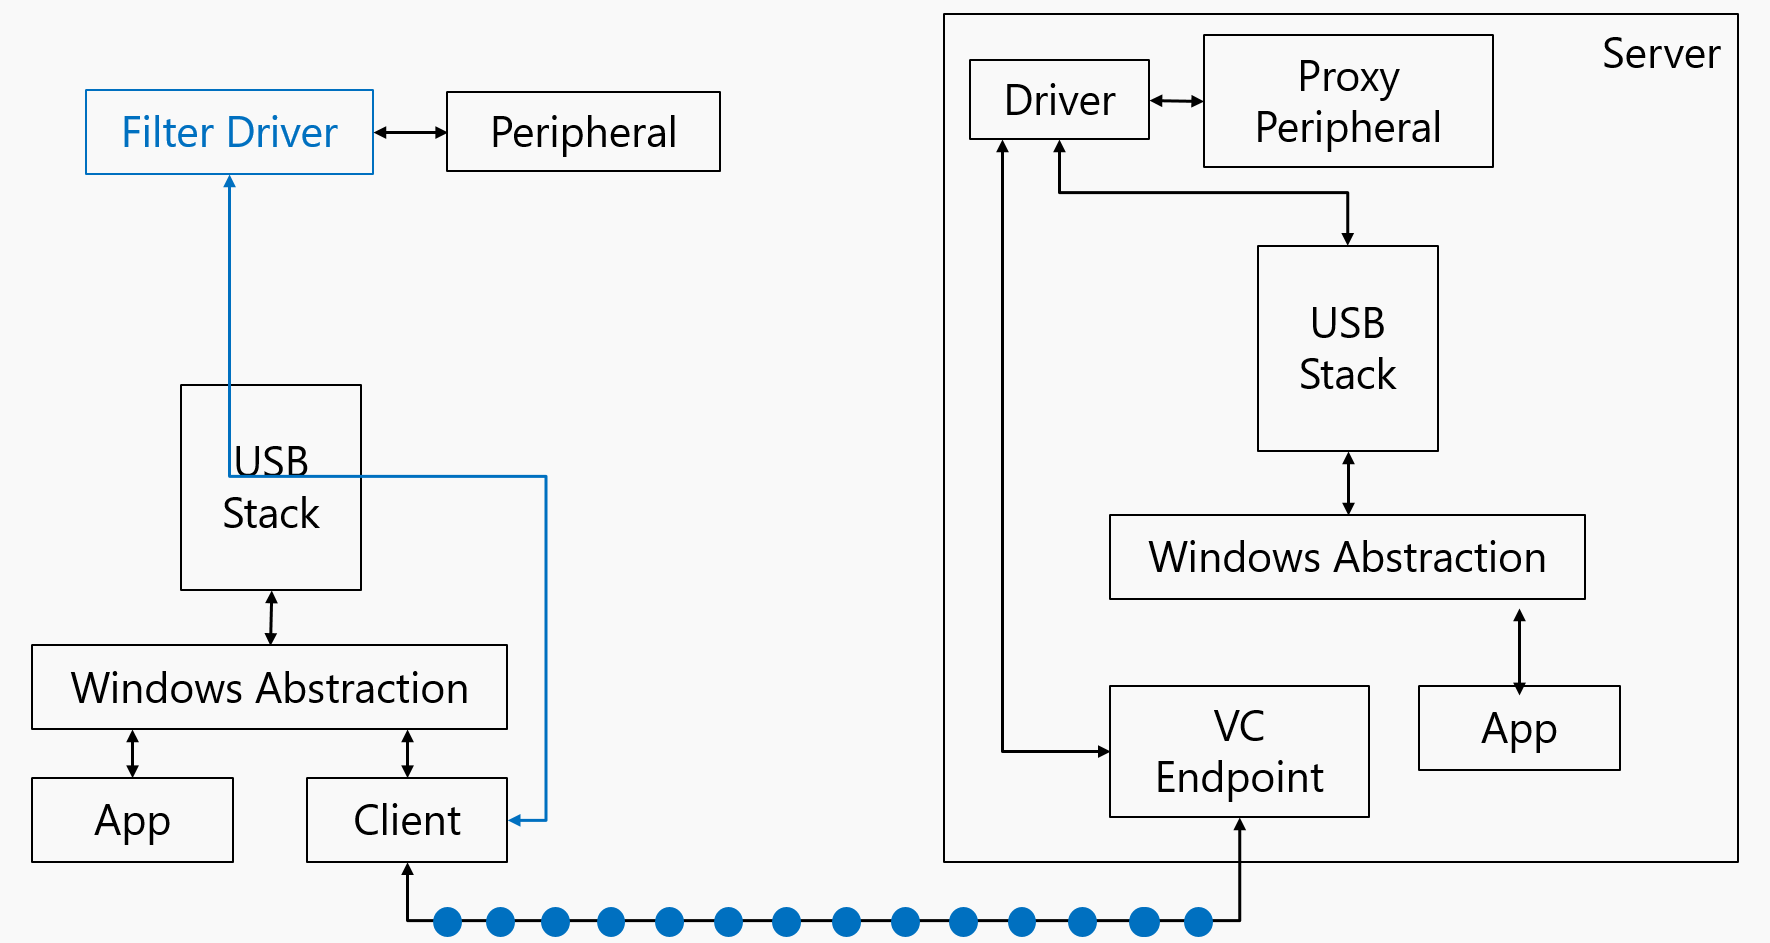 Filter Driver
Peripheral
USB
Stack
Windows Abstraction
App
Client
Server
Driver
Proxy
Peripheral
USB
Stack
Windows Abstraction
VC
Endpoint
App